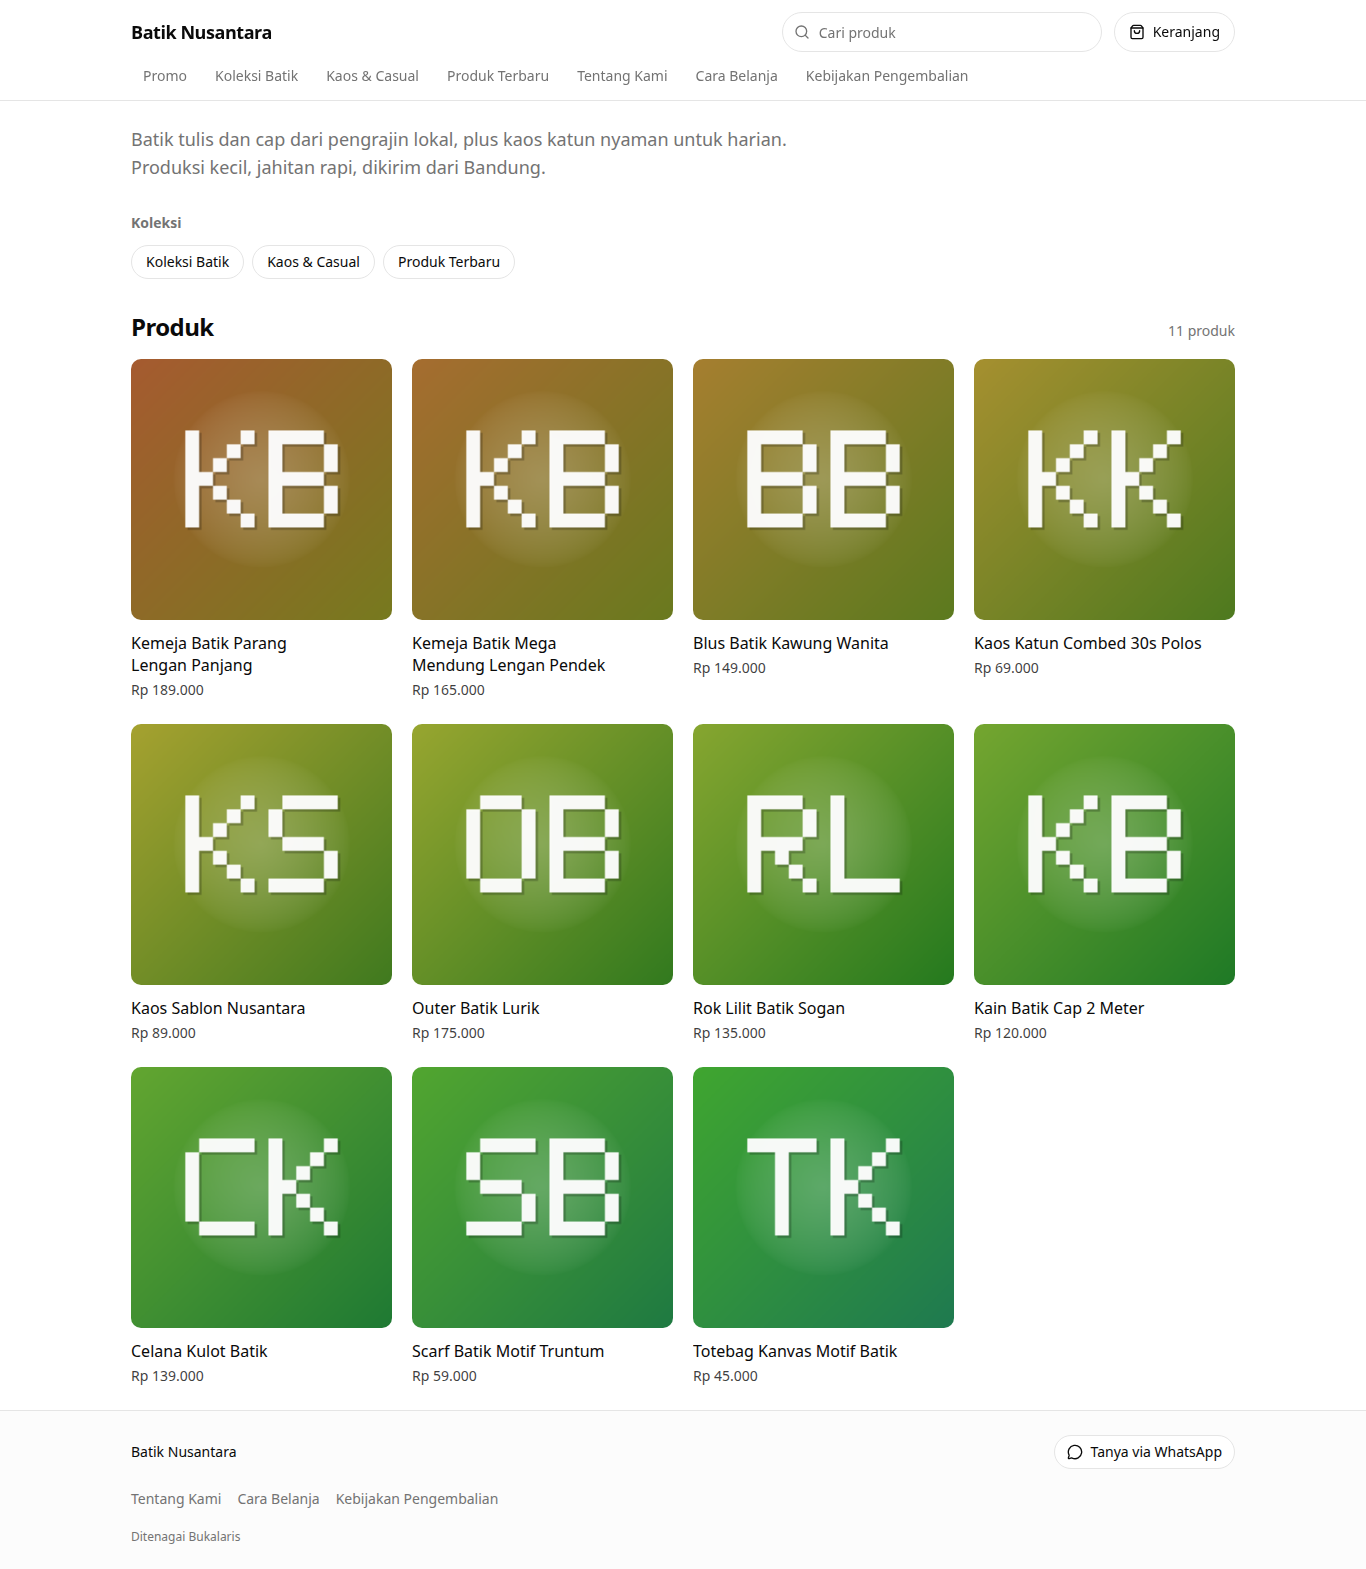 Batik Nusantara
Cari produk
Keranjang
Promo
Koleksi Batik
Kaos & Casual
Produk Terbaru
Tentang Kami
Cara Belanja
Kebijakan Pengembalian
Batik tulis dan cap dari pengrajin lokal, plus kaos katun nyaman untuk harian.
Produksi kecil, jahitan rapi, dikirim dari Bandung.
Koleksi
Koleksi Batik
Kaos & Casual
Produk Terbaru
Produk
11 produk
KB
Kemeja Batik Parang
Lengan Panjang
Rp 189.000
KB
Kemeja Batik Mega
Mendung Lengan Pendek
Rp 165.000
BB
Blus Batik Kawung Wanita
Rp 149.000
KK
Kaos Katun Combed 30s Polos
Rp 69.000
KS
Kaos Sablon Nusantara
Rp 89.000
OB
Outer Batik Lurik
Rp 175.000
RL
Rok Lilit Batik Sogan
Rp 135.000
KB
Kain Batik Cap 2 Meter
Rp 120.000
CK
Celana Kulot Batik
Rp 139.000
SB
Scarf Batik Motif Truntum
Rp 59.000
TK
Totebag Kanvas Motif Batik
Rp 45.000
Batik Nusantara
Tanya via WhatsApp
Tentang Kami
Cara Belanja
Kebijakan Pengembalian
Ditenagai Bukalaris